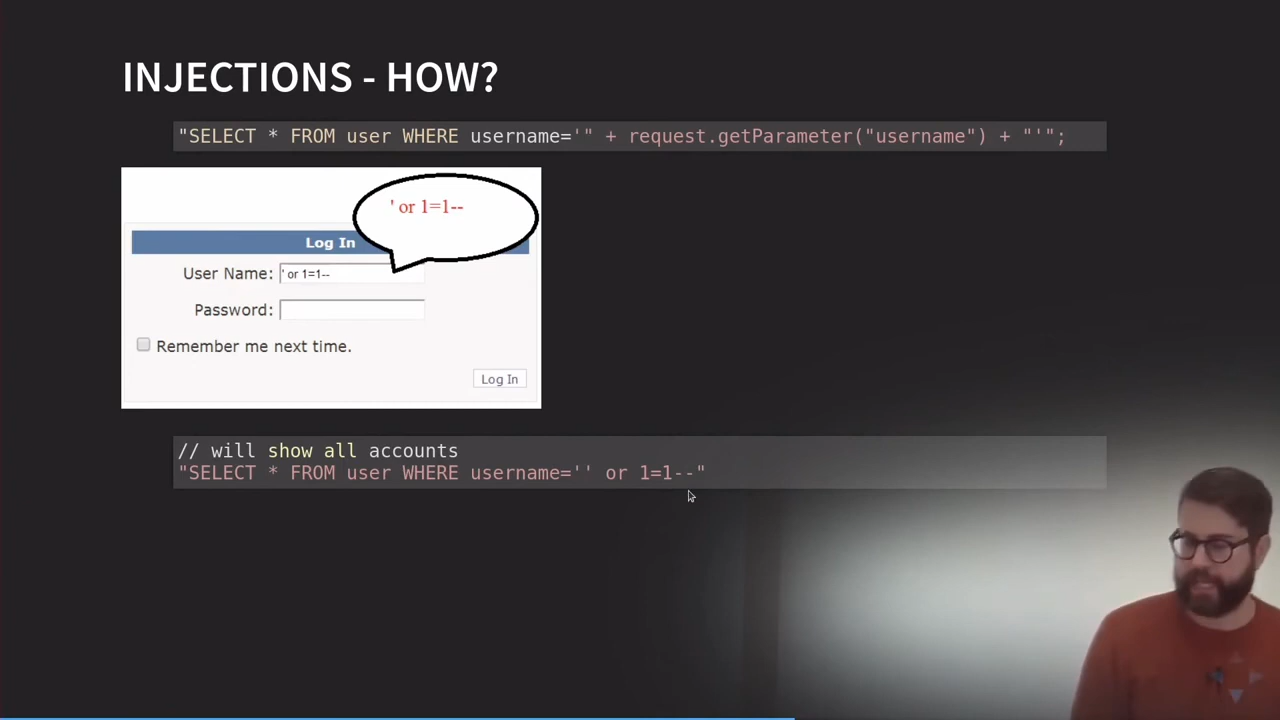 INJECTIONS - HOW?
"SELECT * FROM user WHERE username='" + request.getParameter("username") + "'";
' or 1=1--
Log In
User Name: ' or 1=1--
Password:
Remember me next time.
Log In
// will show all accounts
"SELECT * FROM user WHERE username='' or 1=1--"